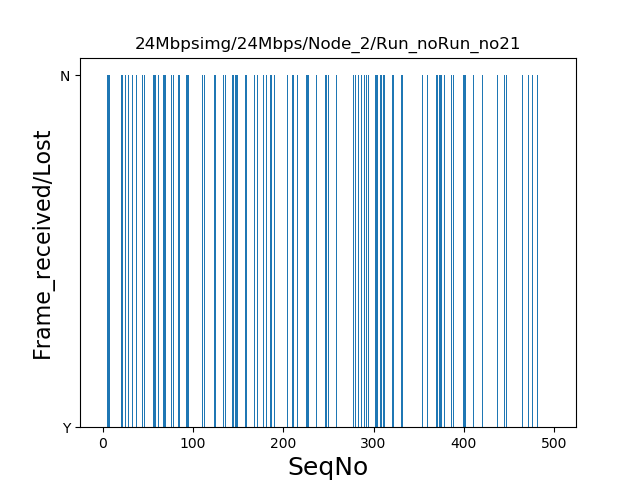 24Mbpsimg/24Mbps/Node_2/Run_noRun_no21
N
Frame_received/Lost
Y
0 100 200 300 400 500
SeqNo